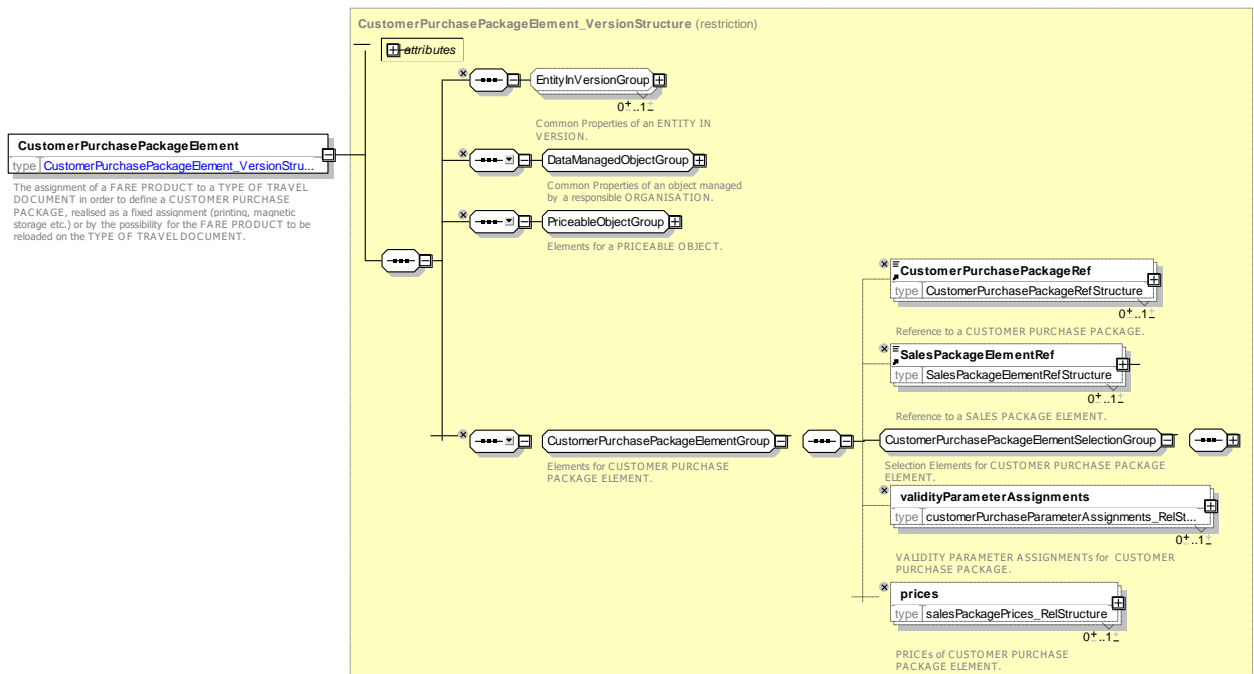 CustomerPurchasePackageElement_VersionStructure (restriction)
attributes
EntityInVersionGroup
0..1
Common Properties of an ENTITY IN
VERSION.
CustomerPurchasePackageElement
type CustomerPurchasePackageElement_VersionStru...
The assignment of a FARE PRODUCT to a TYPE OF TRAVEL
DOCUMENT in order to define a CUSTOMER PURCHASE
PACKAGE, realised as a fixed assignment (printing, magnetic
storage etc.) or by the possibility for the FARE PRODUCT to be
reloaded on the TYPE OF TRAVEL DOCUMENT.
DataManagedObjectGroup
Common Properties of an object managed
by a responsible ORGANISATION.
PriceableObjectGroup
Elements for a PRICEABLE OBJECT.
CustomerPurchasePackageRef
type CustomerPurchasePackageRefStructure
0..1
Reference to a CUSTOMER PURCHASE PACKAGE.
SalesPackageElementRef
type SalesPackageElementRefStructure
0..1
Reference to a SALES PACKAGE ELEMENT.
CustomerPurchasePackageElementGroup
Elements for CUSTOMER PURCHASE
PACKAGE ELEMENT.
CustomerPurchasePackageElementSelectionGroup
Selection Elements for CUSTOMER PURCHASE PACKAGE
ELEMENT.
validityParameterAssignments
type customerPurchaseParameterAssignments_RelSt...
0..1
VALIDITY PARAMETER ASSIGNMENTs for CUSTOMER
PURCHASE PACKAGE.
prices
type salesPackagePrices_RelStructure
0..1
PRICEs of CUSTOMER PURCHASE
PACKAGE ELEMENT.